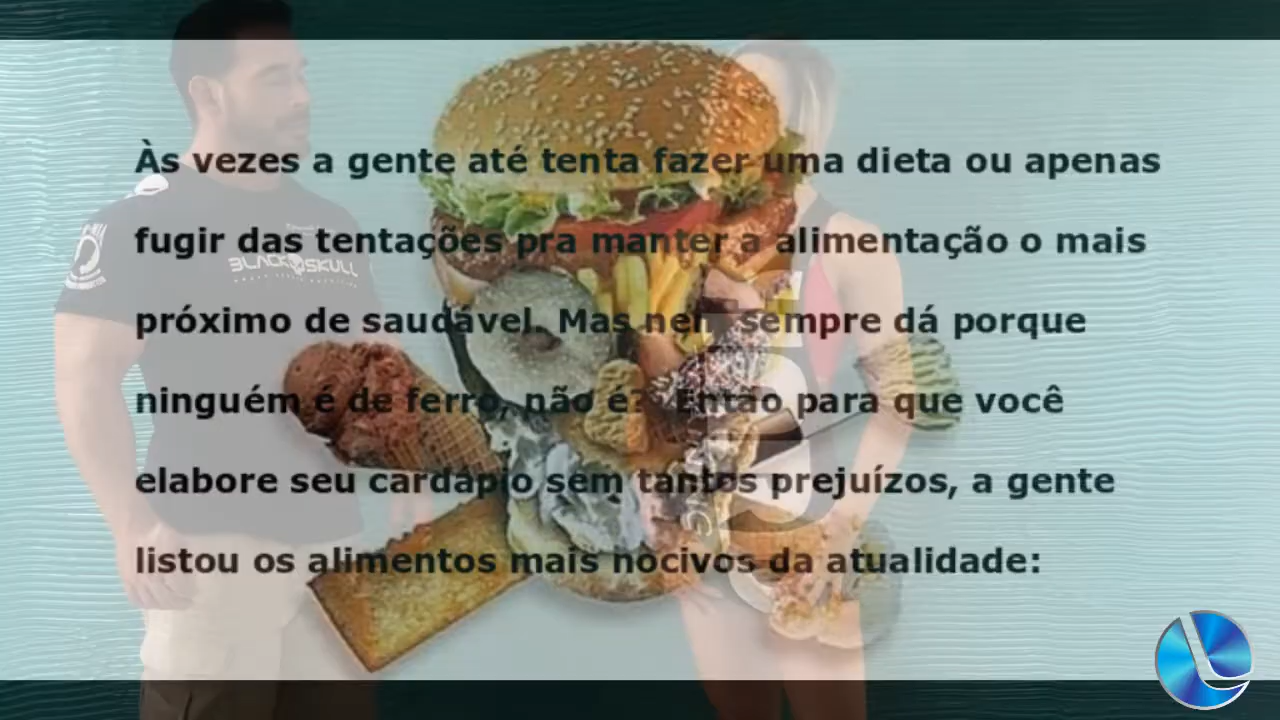 Às vezes a gente até tenta fazer uma dieta ou apenas
fugir das tentações pra manter a alimentação o mais
próximo de saudável. Mas nem sempre dá porque
ninguém é de ferro, não é? Então para que você
elabore seu cardápio sem tantos prejuízos, a gente
listou os alimentos mais nocivos da atualidade:
BLACK SKULL